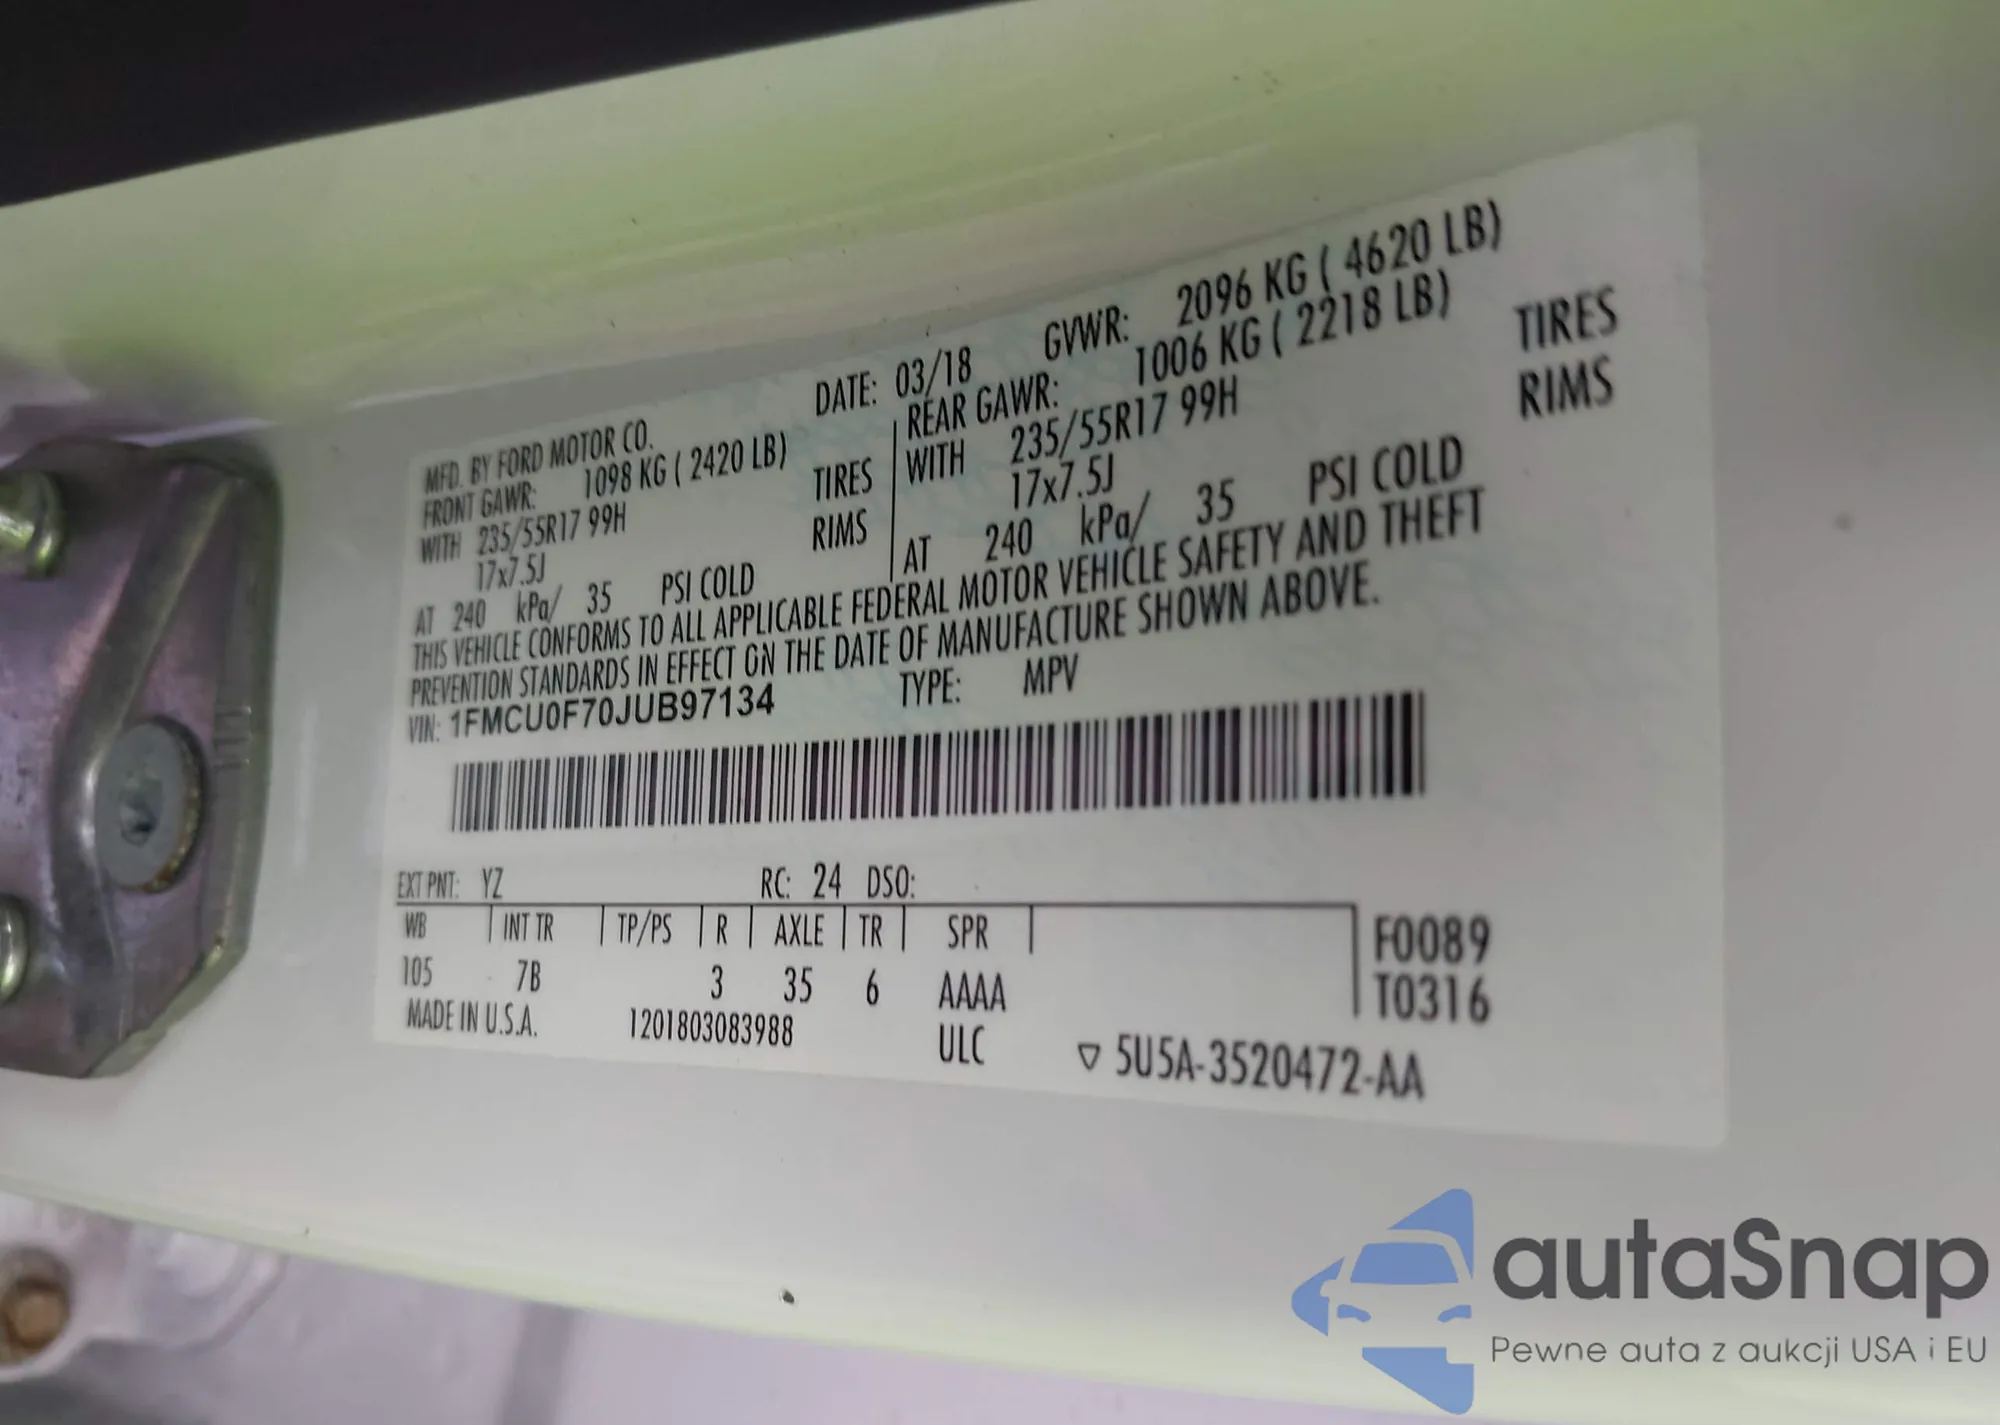 MFD. BY FORD MOTOR CO. DATE: 03/18 GVWR: 2096 KG ( 4620 LB)
FRONT GAWR: 1098 KG ( 2420 LB) REAR GAWR: 1006 KG ( 2218 LB)
WITH 235/55R17 99H TIRES WITH 235/55R17 99H TIRES
17x7.5J RIMS 17x7.5J RIMS
AT 240 kPa/ 35 PSI COLD AT 240 kPa/ 35 PSI COLD
THIS VEHICLE CONFORMS TO ALL APPLICABLE FEDERAL MOTOR VEHICLE SAFETY AND THEFT
PREVENTION STANDARDS IN EFFECT ON THE DATE OF MANUFACTURE SHOWN ABOVE.
VIN: 1FMCU0F70JUB97134 TYPE: MPV
EXT PNT: YZ RC: 24 DSO:
WB INT TR TP/PS R AXLE TR SPR F0089
105 7B 3 35 6 AAAA T0316
MADE IN U.S.A. 1201803083988 ULC ▽ 5U5A-3520472-AA
autaSnap
Pewne auta z aukcji USA i EU